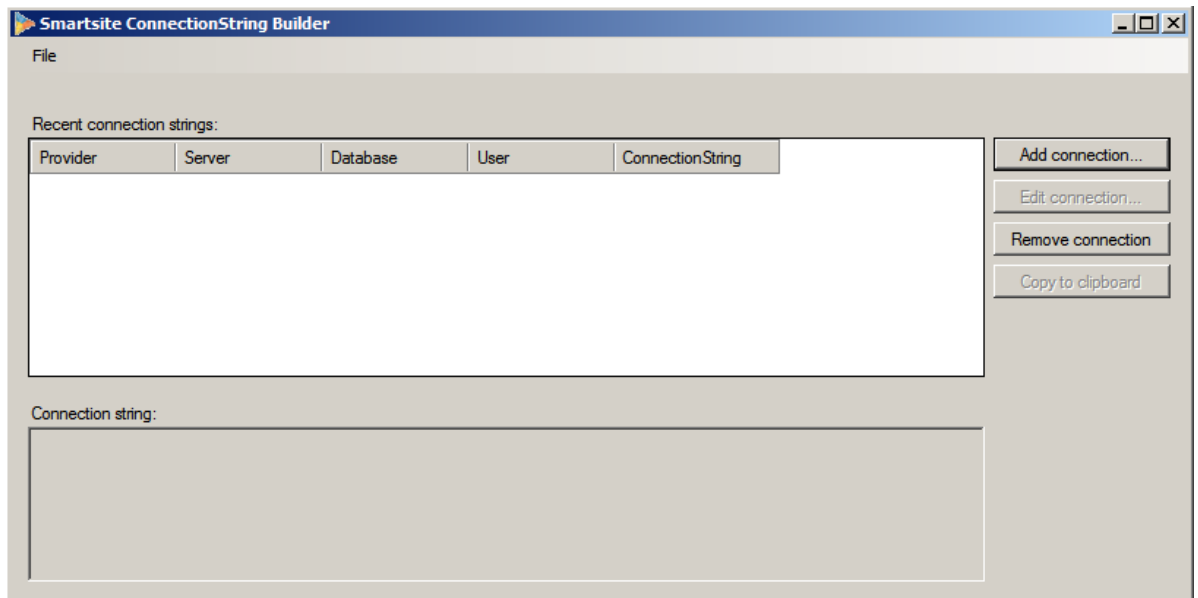 Smartsite ConnectionString Builder
File
Recent connection strings:
Provider Server Database User ConnectionString
Add connection...
Edit connection...
Remove connection
Copy to clipboard
Connection string: